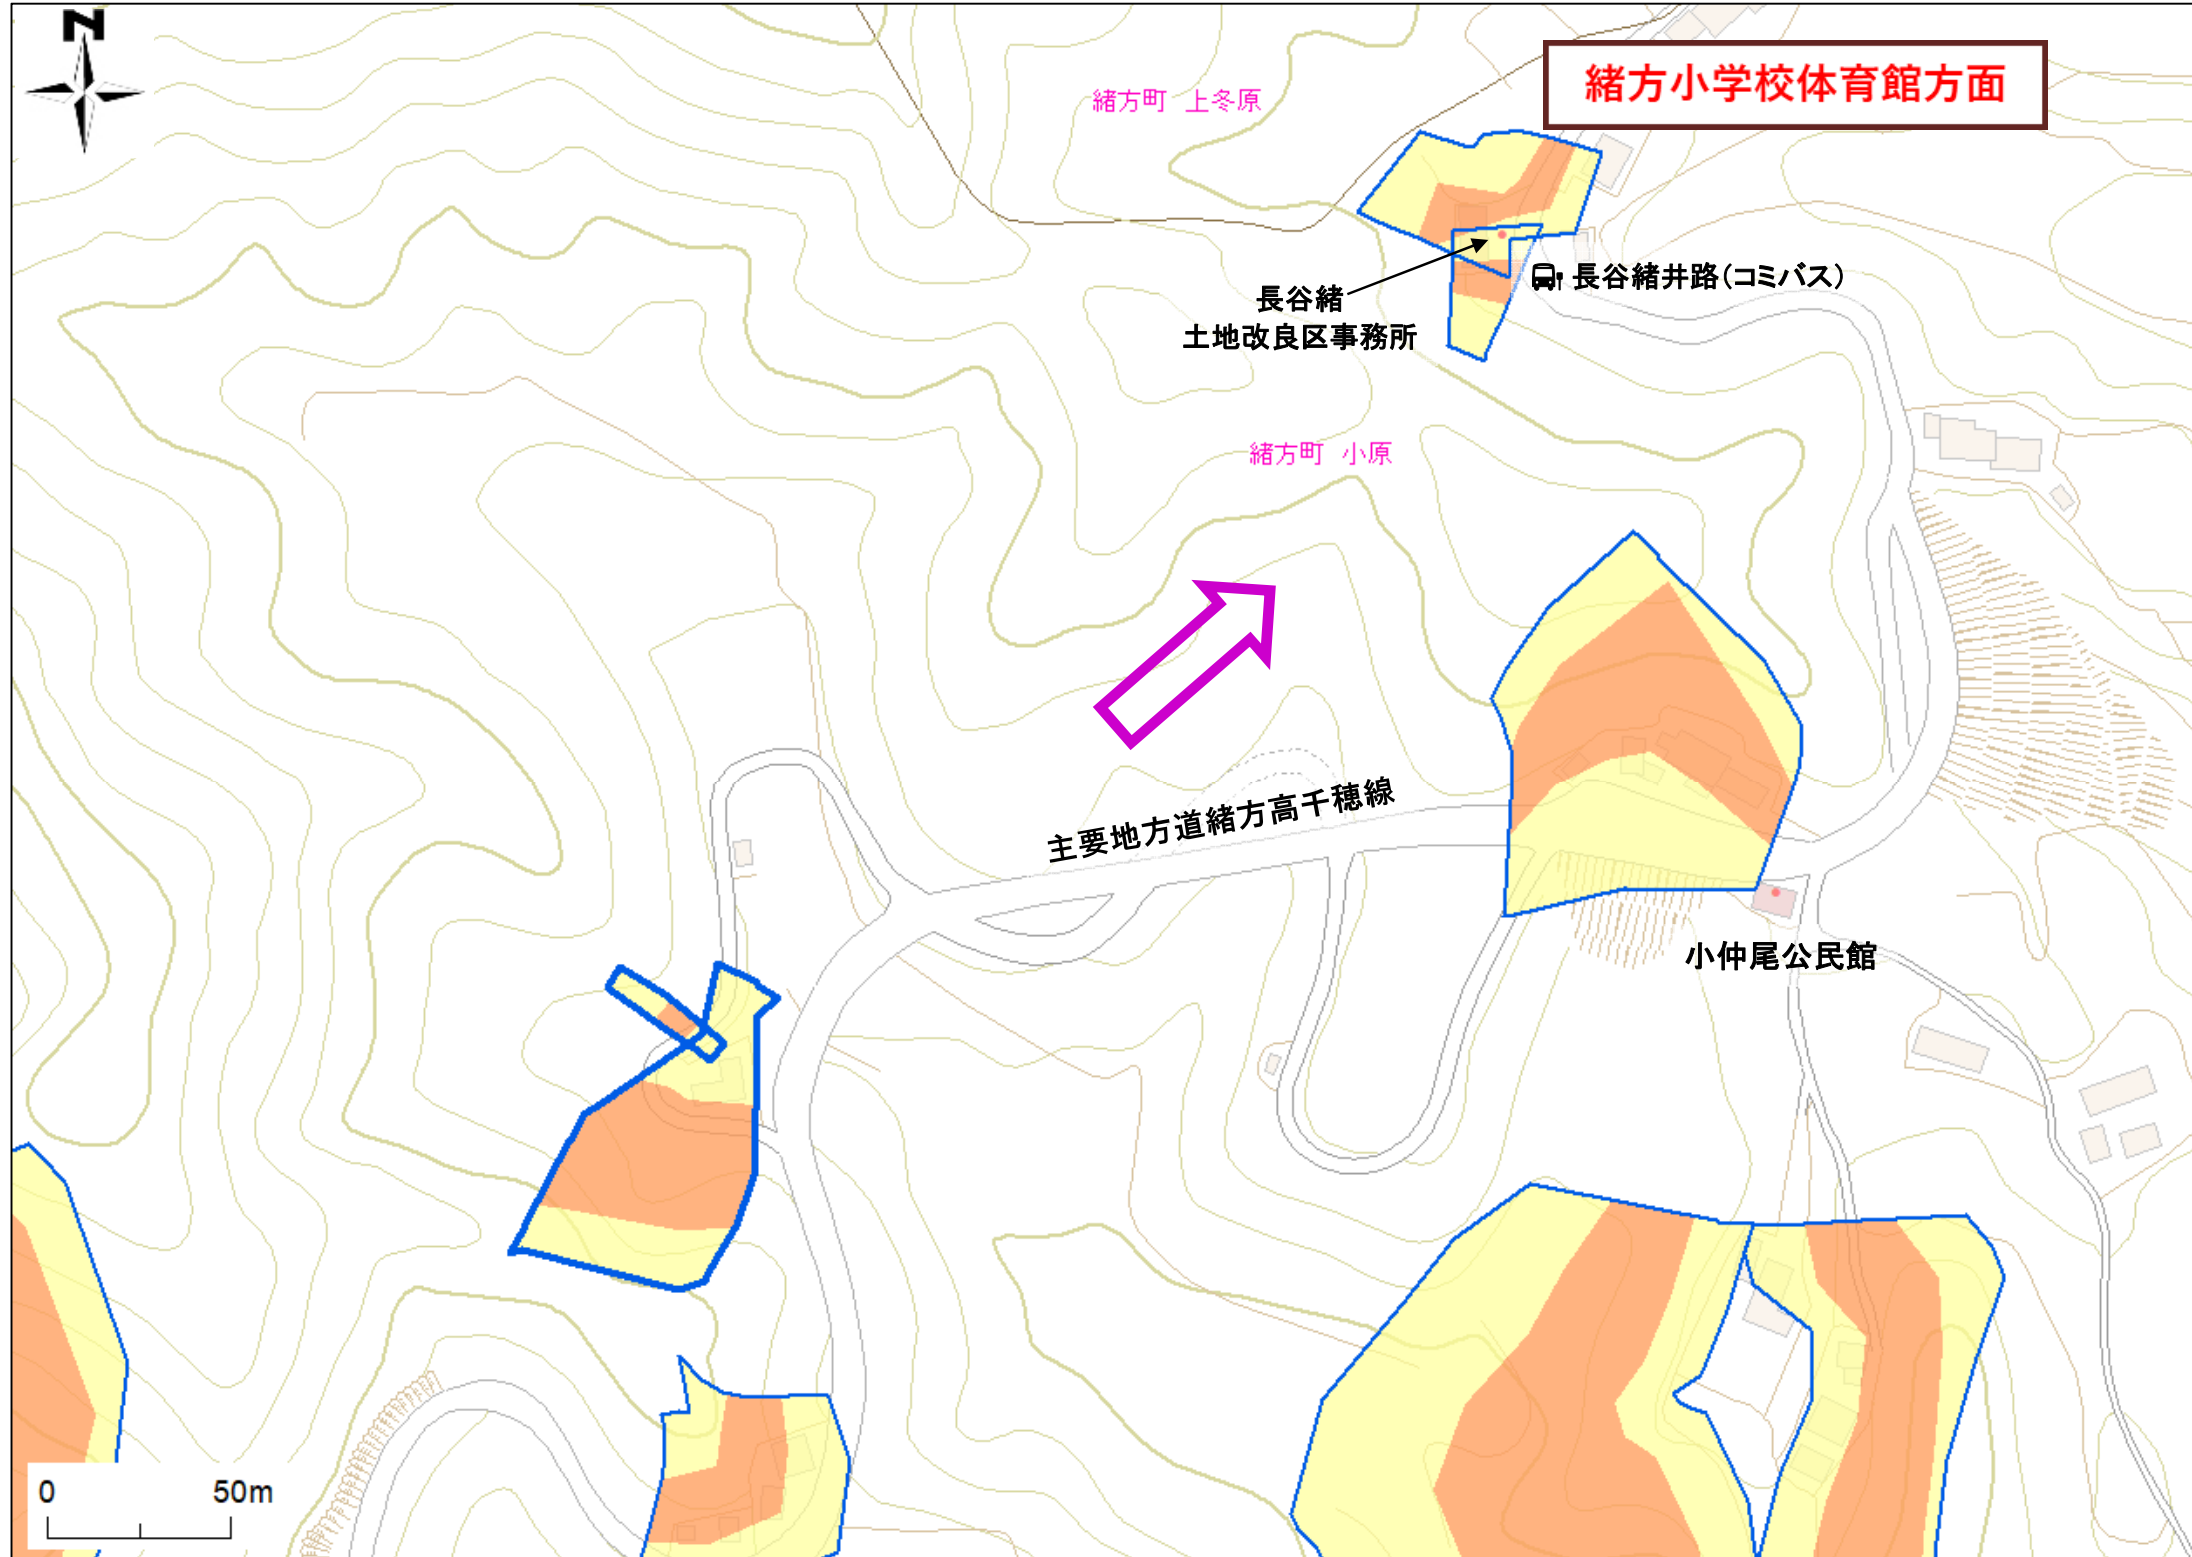 N
緒方小学校体育館方面
緒方町 上冬原
長谷緒井路(コミバス)
長谷緒
土地改良区事務所
緒方町 小原
主要地方道緒方高千穂線
小仲尾公民館
0 50m